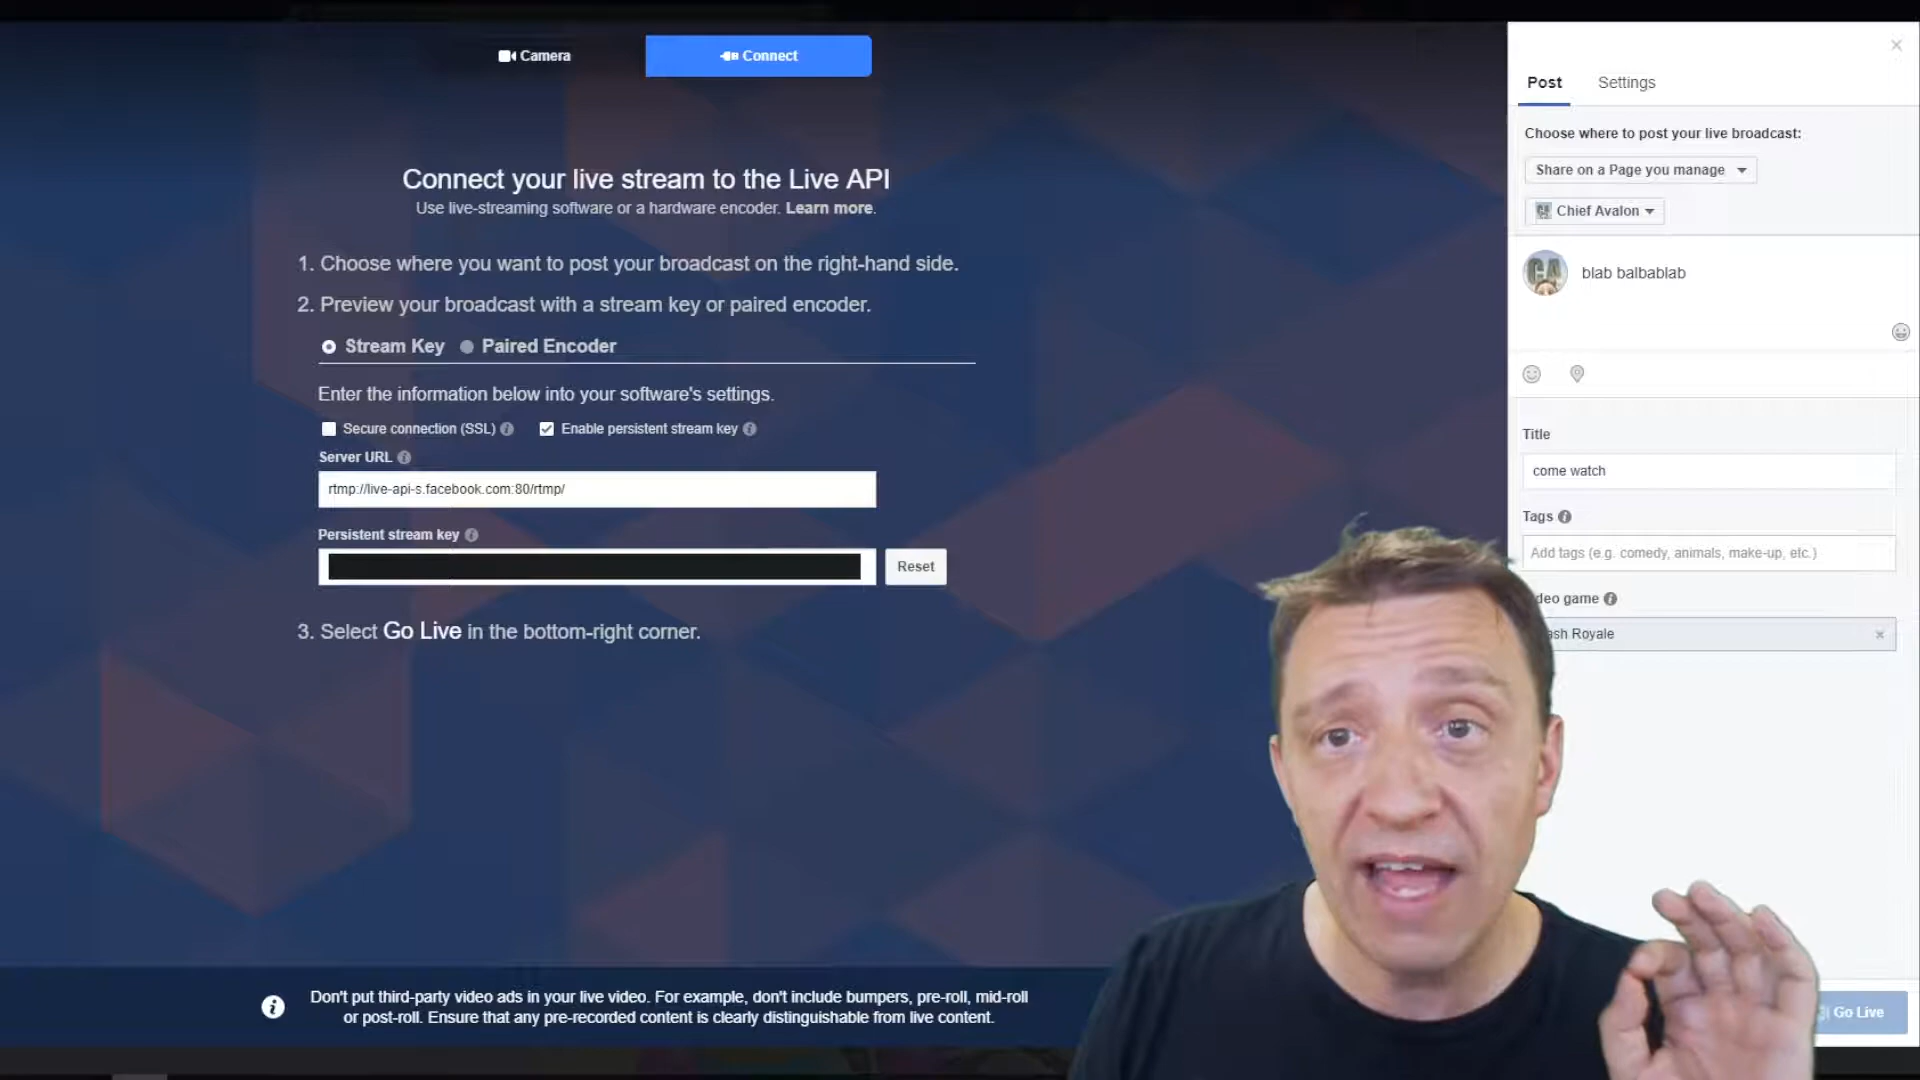 Camera
Connect
Connect your live stream to the Live API
Use live-streaming software or a hardware encoder. Learn more.
1. Choose where you want to post your broadcast on the right-hand side.
2. Preview your broadcast with a stream key or paired encoder.
Stream Key
Paired Encoder
Enter the information below into your software's settings.
Secure connection (SSL)
Enable persistent stream key
Server URL
rtmp://live-api-s.facebook.com:80/rtmp/
Persistent stream key
Reset
3. Select Go Live in the bottom-right corner.
Don't put third-party video ads in your live video. For example, don't include bumpers, pre-roll, mid-roll
or post-roll. Ensure that any pre-recorded content is clearly distinguishable from live content.
Post
Settings
Choose where to post your live broadcast:
Share on a Page you manage
Chief Avalon
CA
blab balbablab
Title
come watch
Tags
Add tags (e.g. comedy, animals, make-up, etc.)
deo game
ash Royale
Go Live